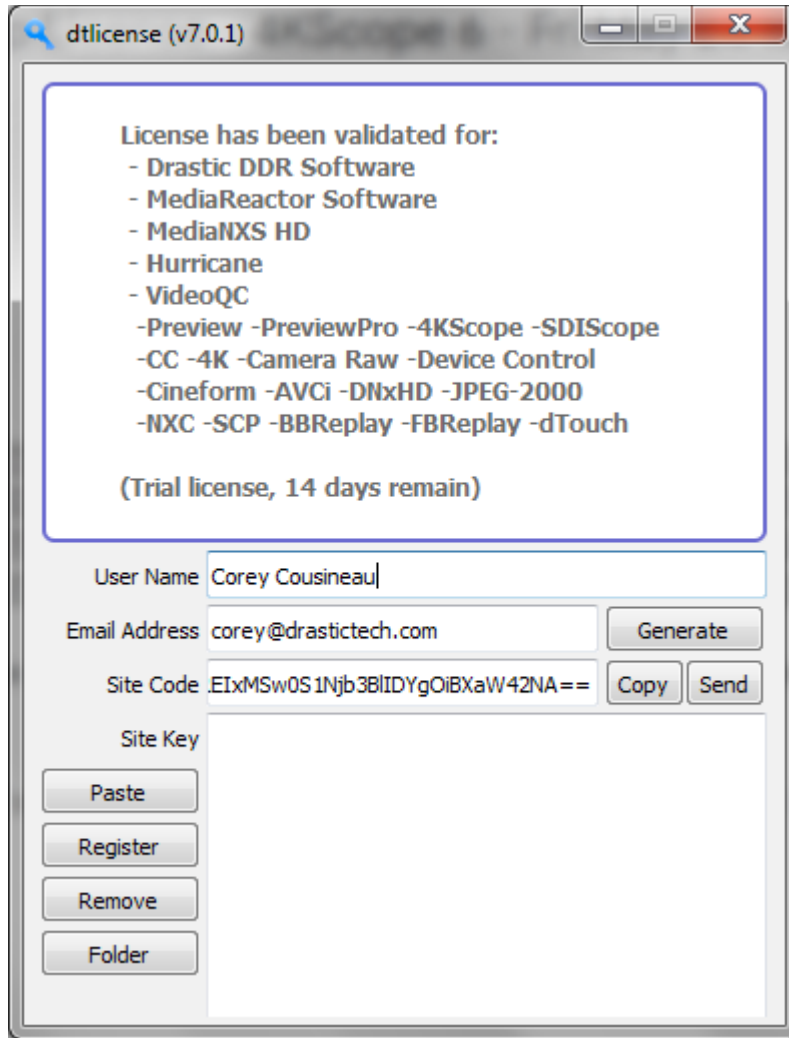 dtlicense (v7.0.1)
License has been validated for:
- Drastic DDR Software
- MediaReactor Software
- MediaNXS HD
- Hurricane
- VideoQC
-Preview -PreviewPro -4KScope -SDIScope
-CC -4K -Camera Raw -Device Control
-Cineform -AVCi -DNxHD -JPEG-2000
-NXC -SCP -BBReplay -FBReplay -dTouch
(Trial license, 14 days remain)
User Name Corey Cousineau
Email Address corey@drastictech.com Generate
Site Code .EIxMSw0S1Njb3BlIDYgOiBXaW42NA== Copy Send
Site Key
Paste
Register
Remove
Folder